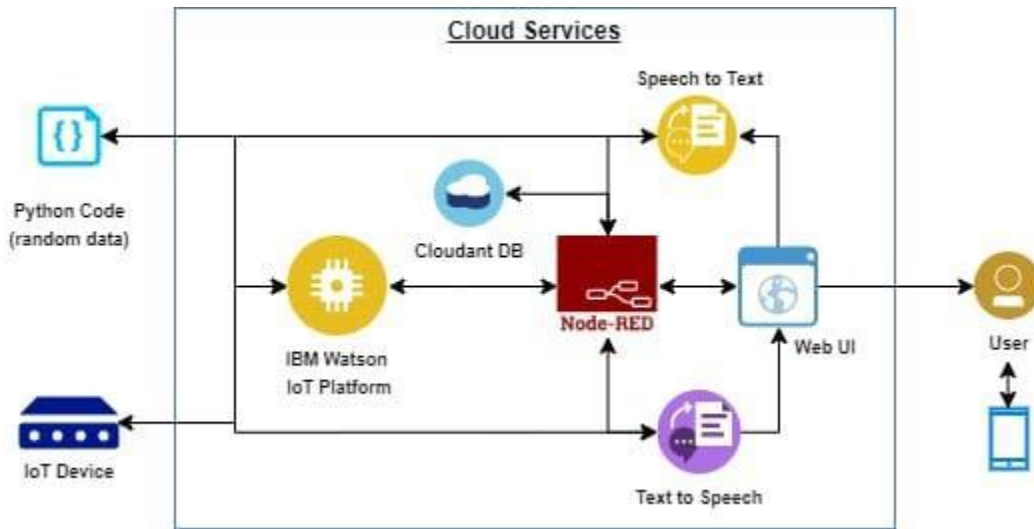 Cloud Services
Speech to Text
{ }
Python Code
(random data)
Cloudant DB
Node-RED
Web UI
User
IBM Watson
IoT Platform
IoT Device
Text to Speech